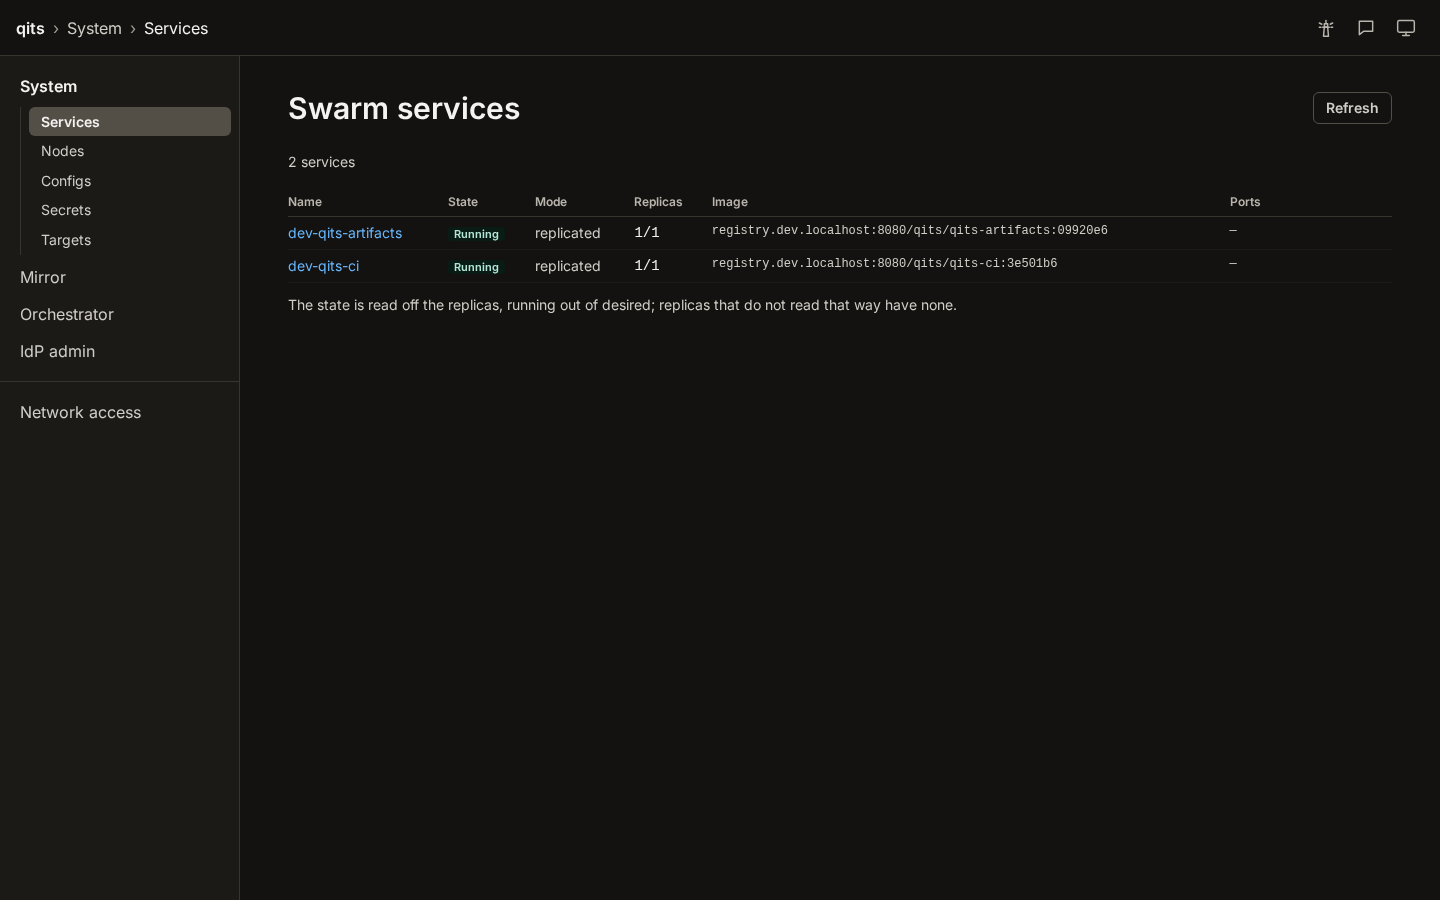 qits › System › Services
System
Services
Nodes
Configs
Secrets
Targets
Mirror
Orchestrator
IdP admin
Network access
Swarm services
Refresh
2 services
Name State Mode Replicas Image Ports
dev-qits-artifacts Running replicated 1/1 registry.dev.localhost:8080/qits/qits-artifacts:09920e6 —
dev-qits-ci Running replicated 1/1 registry.dev.localhost:8080/qits/qits-ci:3e501b6 —
The state is read off the replicas, running out of desired; replicas that do not read that way have none.